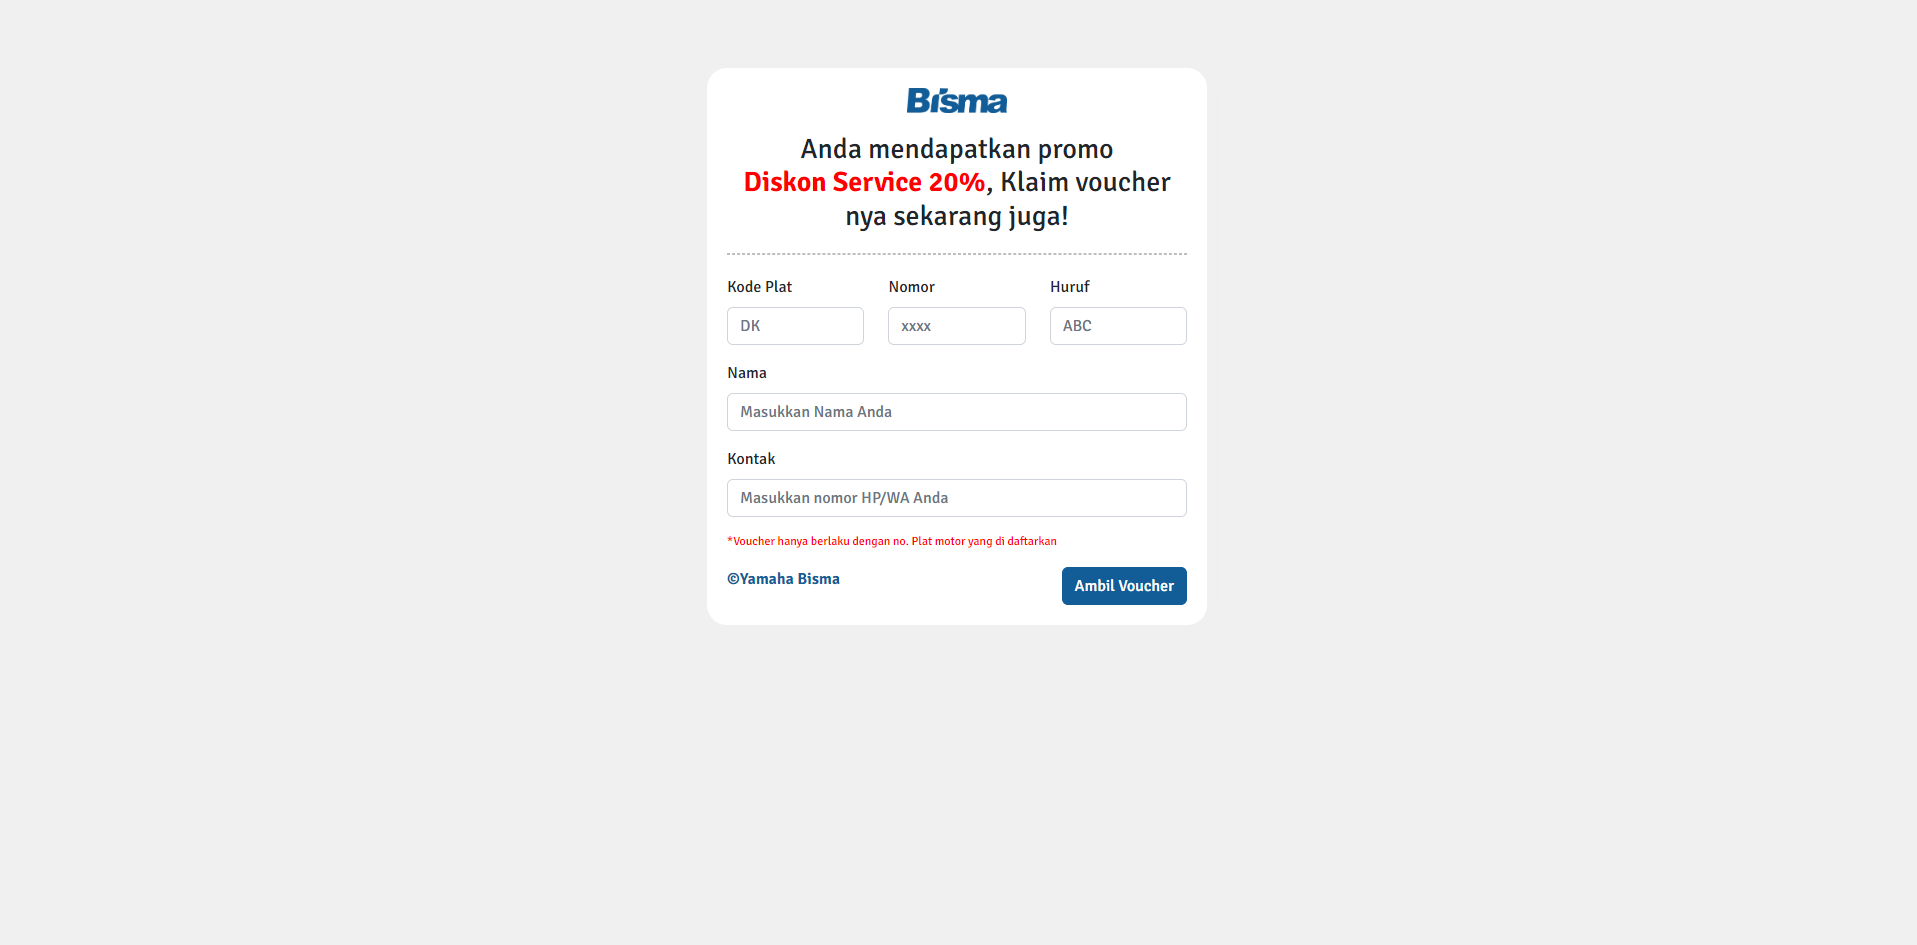 Bisma
Anda mendapatkan promo
Diskon Service 20%, Klaim voucher
nya sekarang juga!
Kode Plat Nomor Huruf
DK xxxx ABC
Nama
Masukkan Nama Anda
Kontak
Masukkan nomor HP/WA Anda
*Voucher hanya berlaku dengan no. Plat motor yang di daftarkan
©Yamaha Bisma Ambil Voucher